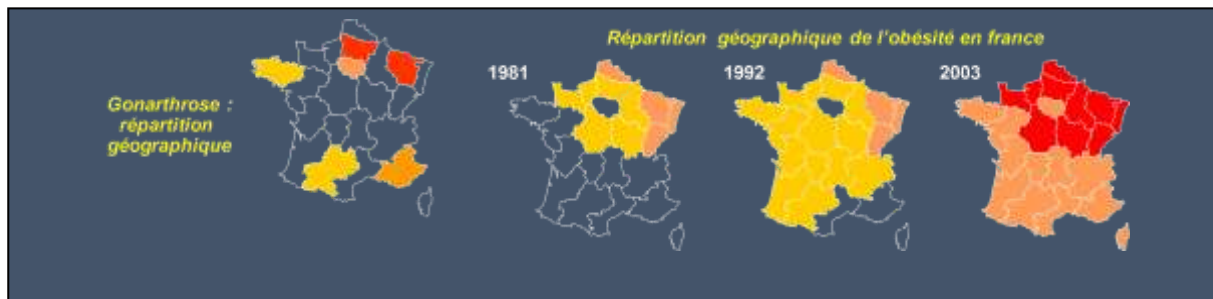 Répartition géographique de l'obésité en france
1981
1992
2003
Gonarthrose :
répartition
géographique